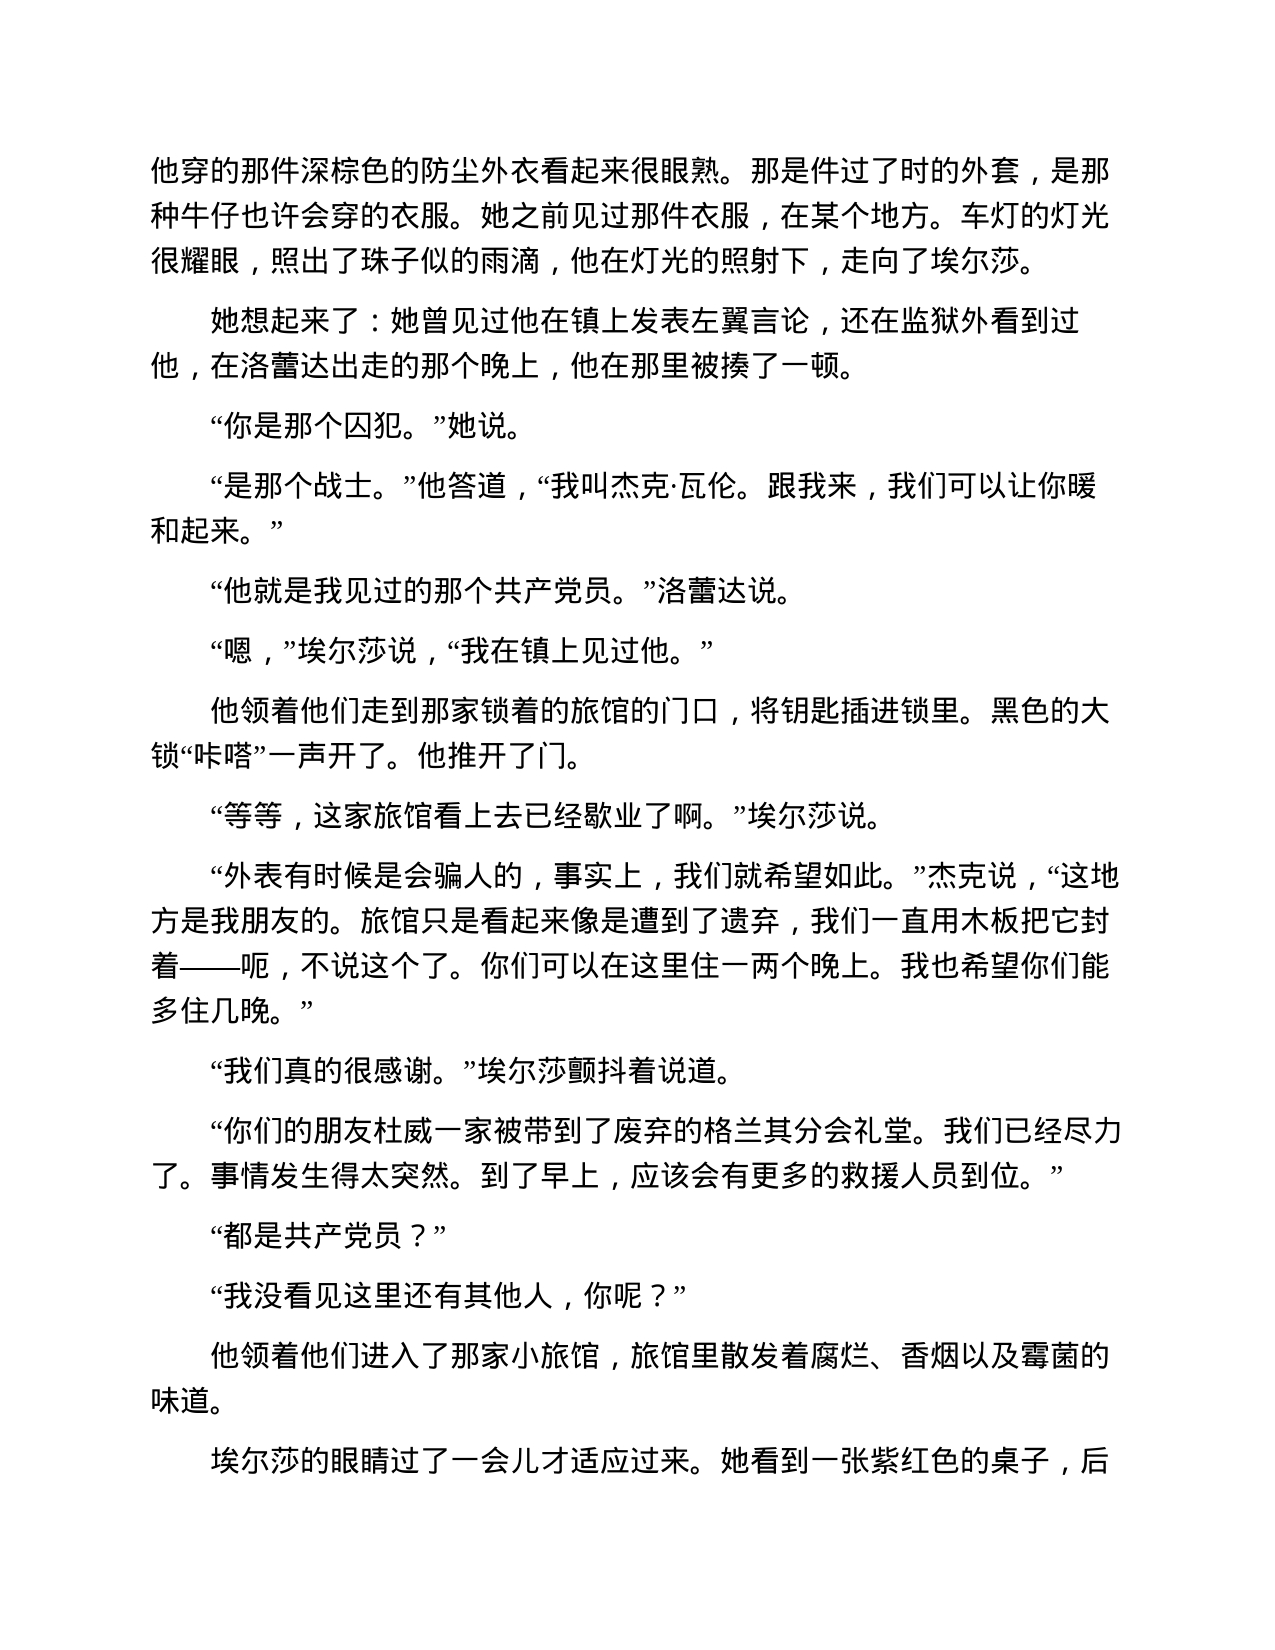 他穿的那件深棕色的防尘外衣看起来很眼熟。那是件过了时的外套，是那
种牛仔也许会穿的衣服。她之前见过那件衣服，在某个地方。车灯的灯光
很耀眼，照出了珠子似的雨滴，他在灯光的照射下，走向了埃尔莎。
她想起来了：她曾见过他在镇上发表左翼言论，还在监狱外看到过
他，在洛蕾达出走的那个晚上，他在那里被揍了一顿。
“你是那个囚犯。”她说。
“是那个战士。”他答道，“我叫杰克·瓦伦。跟我来，我们可以让你暖
和起来。”
“他就是我见过的那个共产党员。”洛蕾达说。
“嗯，”埃尔莎说，“我在镇上见过他。”
他领着他们走到那家锁着的旅馆的门口，将钥匙插进锁里。黑色的大
锁“咔嗒”一声开了。他推开了门。
“等等，这家旅馆看上去已经歇业了啊。”埃尔莎说。
“外表有时候是会骗人的，事实上，我们就希望如此。”杰克说，“这地
方是我朋友的。旅馆只是看起来像是遭到了遗弃，我们一直用木板把它封
着——呃，不说这个了。你们可以在这里住一两个晚上。我也希望你们能
多住几晚。”
“我们真的很感谢。”埃尔莎颤抖着说道。
“你们的朋友杜威一家被带到了废弃的格兰其分会礼堂。我们已经尽力
了。事情发生得太突然。到了早上，应该会有更多的救援人员到位。”
“都是共产党员？”
“我没看见这里还有其他人，你呢？”
他领着他们进入了那家小旅馆，旅馆里散发着腐烂、香烟以及霉菌的
味道。
埃尔莎的眼睛过了一会儿才适应过来。她看到一张紫红色的桌子，后